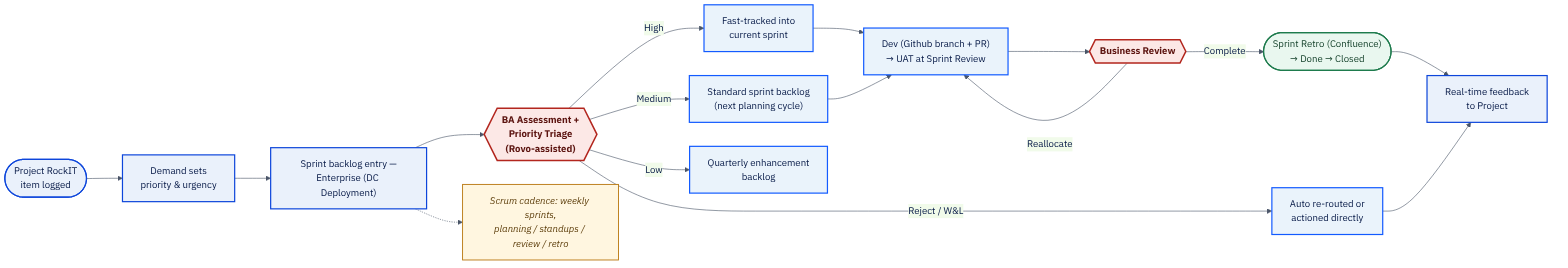 Project RockIT
item logged
Demand sets
priority & urgency
Sprint backlog entry —
Enterprise (DC
Deployment)
Scrum cadence: weekly
sprints,
planning / standups /
review / retro
BA Assessment +
Priority Triage
(Rovo-assisted)
High
Medium
Low
Reject / W&L
Fast-tracked into
current sprint
Standard sprint backlog
(next planning cycle)
Quarterly enhancement
backlog
Dev (Github branch + PR)
→ UAT at Sprint Review
Business Review
Reallocate
Complete
Sprint Retro (Confluence)
→ Done → Closed
Auto re-routed or
actioned directly
Real-time feedback
to Project